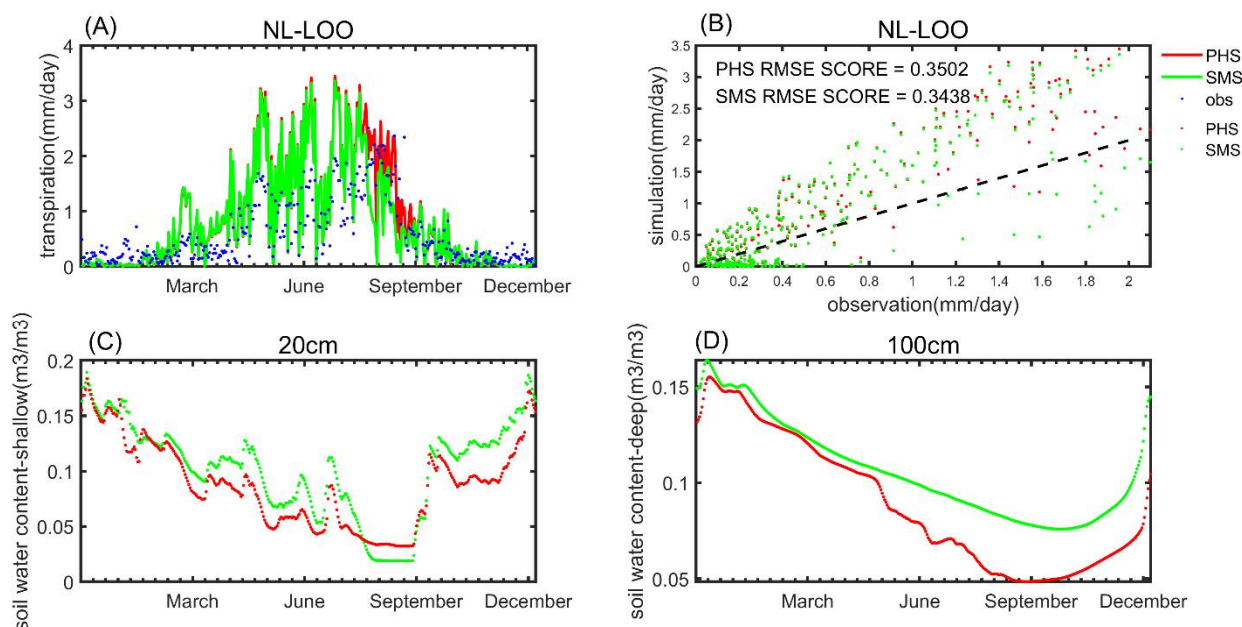 (A)
NL-LOO
transpiration(mm/day)
4
3
2
1
0
March
June
September
December
(B)
NL-LOO
PHS RMSE SCORE = 0.3502
SMS RMSE SCORE = 0.3438
simulation(mm/day)
3.5
3
2.5
2
1.5
1
0.5
0
0
0.2
0.4
0.6
0.8
1
1.2
1.4
1.6
1.8
2
observation(mm/day)
PHS
SMS
obs
PHS
SMS
(C)
20cm
soil water content-shallow(m3/m3)
0.2
0.15
0.1
0.05
0
March
June
September
December
(D)
100cm
soil water content-deep(m3/m3)
0.15
0.1
0.05
March
June
September
December